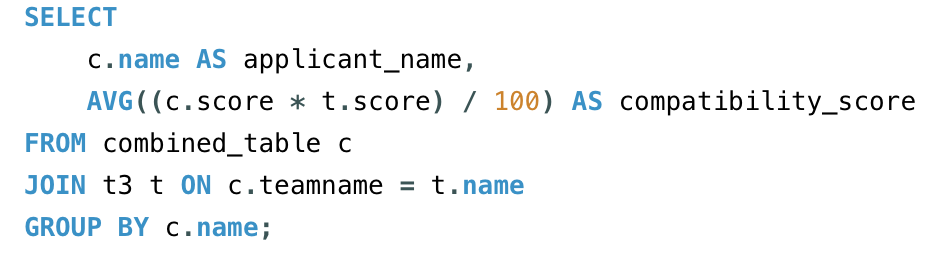 SELECT
    c.name AS applicant_name,
    AVG((c.score * t.score) / 100) AS compatibility_score
FROM combined_table c
JOIN t3 t ON c.teamname = t.name
GROUP BY c.name;